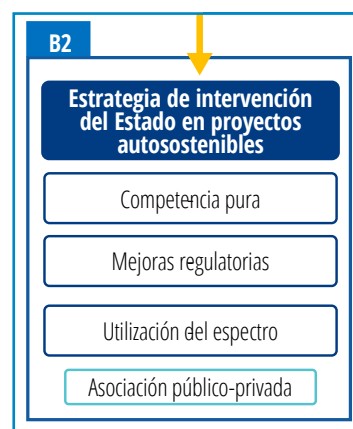 B2
Estrategia de intervención
del Estado en proyectos
autosostenibles
Competencia pura
Mejoras regulatorias
Utilización del espectro
Asociación público-privada